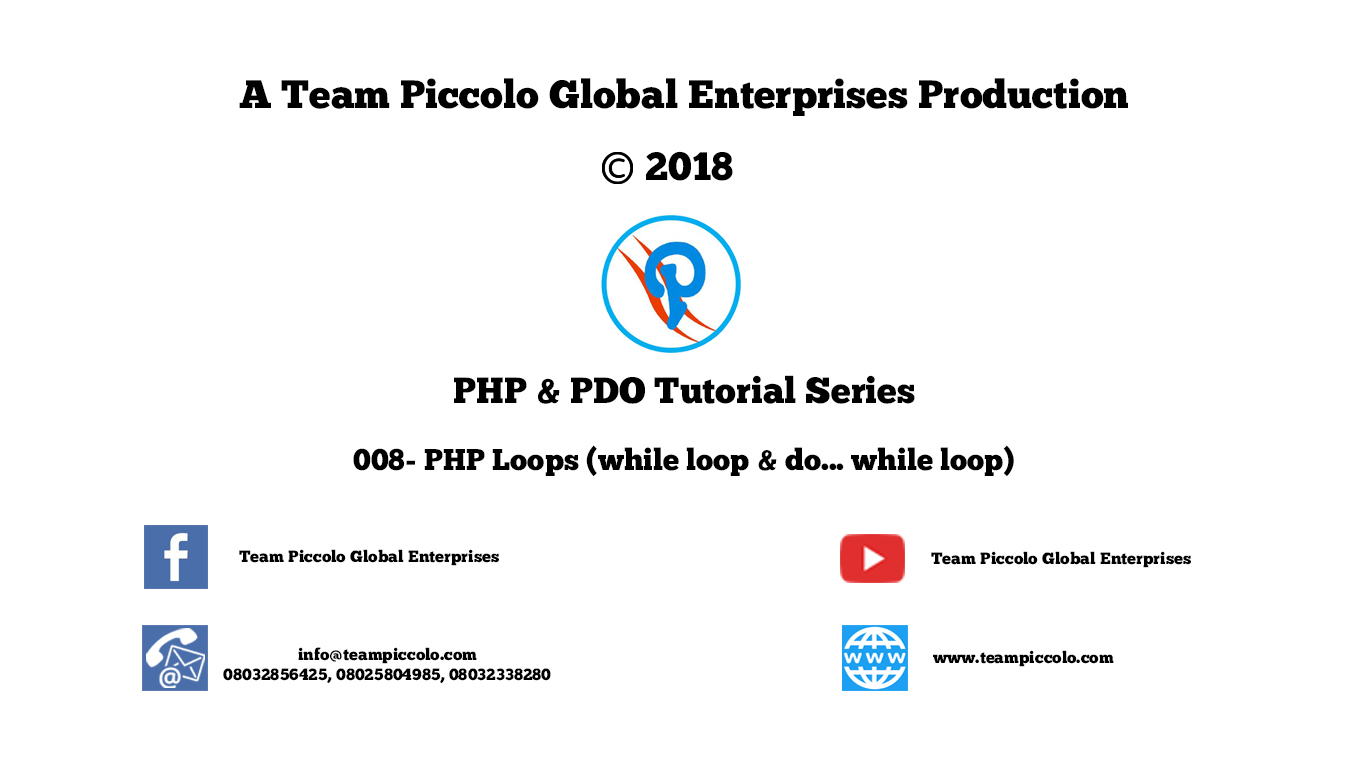 A Team Piccolo Global Enterprises Production
© 2018
P
PHP & PDO Tutorial Series
008- PHP Loops (while loop & do... while loop)
f Team Piccolo Global Enterprises
Team Piccolo Global Enterprises
@ info@teampiccolo.com
08032856425, 08025804985, 08032338280
www www.teampiccolo.com